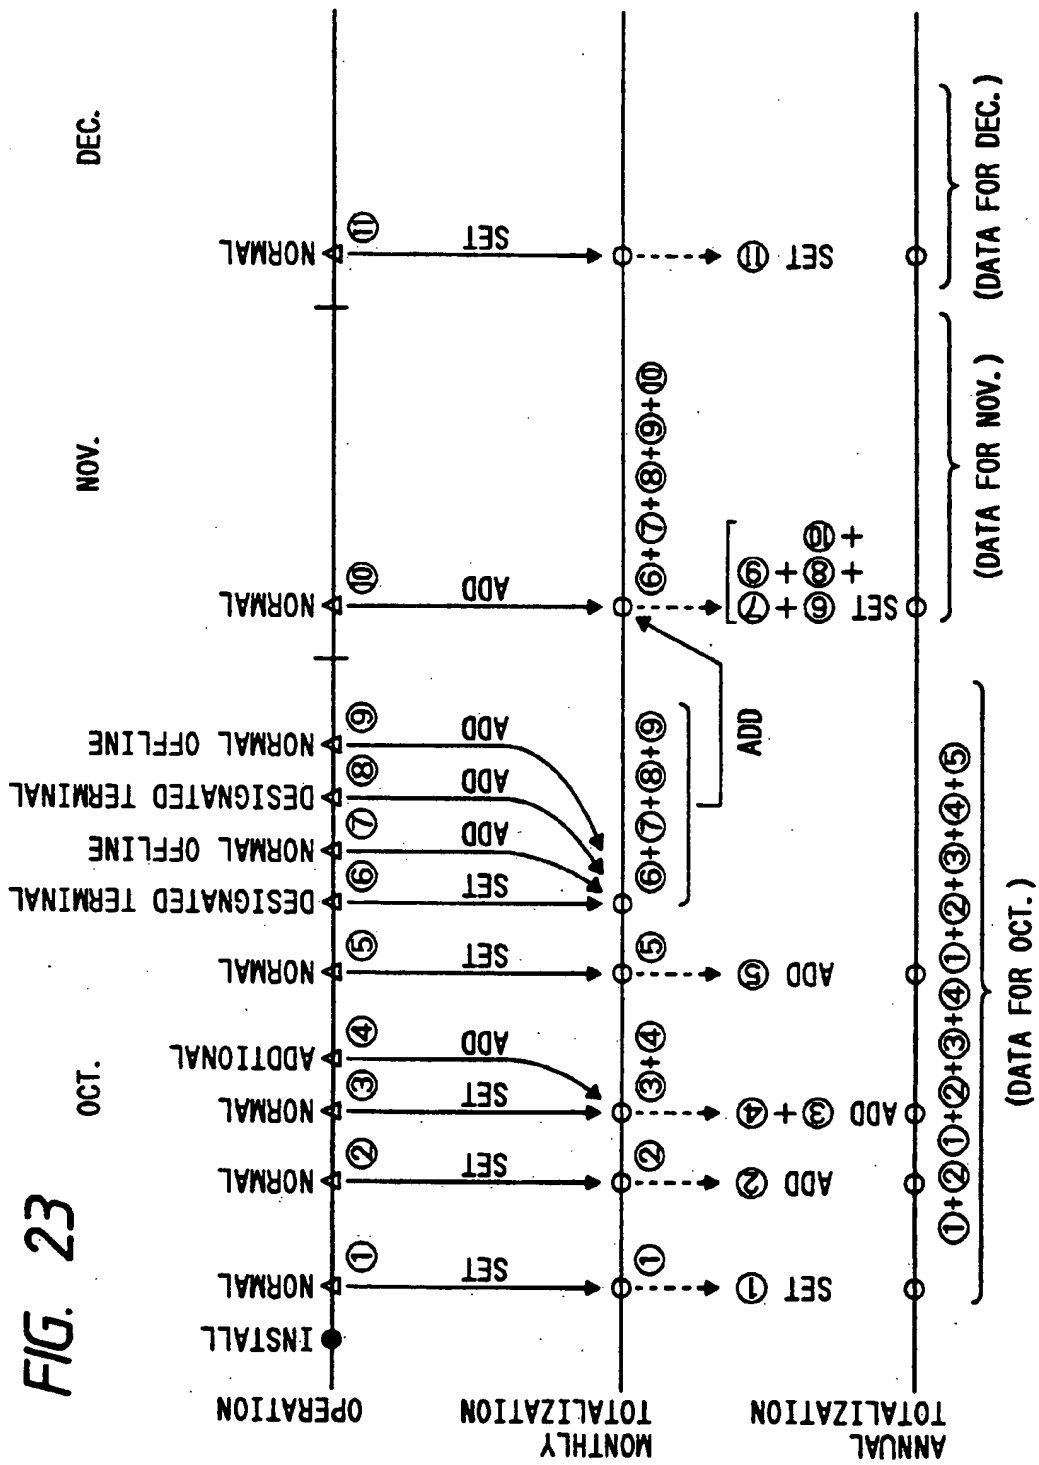 FIG. 23
OCT.
NOV.
DEC.
OPERATION
INSTALL
NORMAL
NORMAL
NORMAL
ADDTIONAL
NORMAL
DESIGNATED TERMINAL
NORMAL OFFLINE
DESIGNATED TERMINAL
NORMAL OFFLINE
NORMAL
NORMAL
① ② ③ ④ ⑤ ⑥ ⑦ ⑧ ⑨ ⑩ ⑪
SET
SET
SET
ADD
SET
SET
ADD
ADD
ADD
ADD
SET
MONTHLY
TOTALIZATION
①
②
③+④
⑤
⑥+⑦+⑧+⑨
⑥+⑦+⑧+⑨+⑩
ADD
SET ①
ADD ②
ADD ③+④
ADD ⑤
SET ⑥+⑦
+⑧+⑨
+⑩
SET ⑪
ANNUAL
TOTALIZATION
①+② ①+②+③+④ ①+②+③+④+⑤
(DATA FOR OCT.)
(DATA FOR NOV.)
(DATA FOR DEC.)